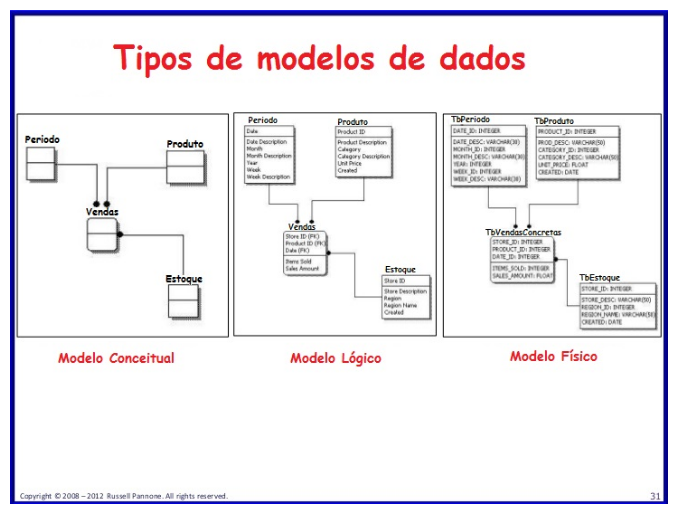 Tipos de modelos de dados
Periodo
Produto
Vendas
Estoque
Modelo Conceitual
Periodo
Date
Date Description
Month
Month Description
Year
Week
Week Description
Produto
Product ID
Product Description
Category
Category Description
Unit Price
Created
Vendas
Store ID (FK)
Product ID (FK)
Date (FK)
Items Sold
Sales Amount
Estoque
Store ID
Store Description
Region
Region Name
Created
Modelo Lógico
TbPeriodo
DATE_ID: INTEGER
DATE_DESC: VARCHAR(30)
MONTH_ID: INTEGER
MONTH_DESC: VARCHAR(30)
YEAR: INTEGER
WEEK_ID: INTEGER
WEEK_DESC: VARCHAR(30)
TbProduto
PRODUCT_ID: INTEGER
PROD_DESC: VARCHAR(50)
CATEGORY_ID: INTEGER
CATEGORY_DESC: VARCHAR(50)
UNIT_PRICE: FLOAT
CREATED: DATE
TbVendasConcretas
STORE_ID: INTEGER
PRODUCT_ID: INTEGER
DATE_ID: INTEGER
ITEMS_SOLD: INTEGER
SALES_AMOUNT: FLOAT
TbEstoque
STORE_ID: INTEGER
STORE_DESC: VARCHAR(50)
REGION_ID: INTEGER
REGION_NAME: VARCHAR(50)
CREATED: DATE
Modelo Físico
Copyright © 2008 – 2012 Russell Pannone. All rights reserved.
31